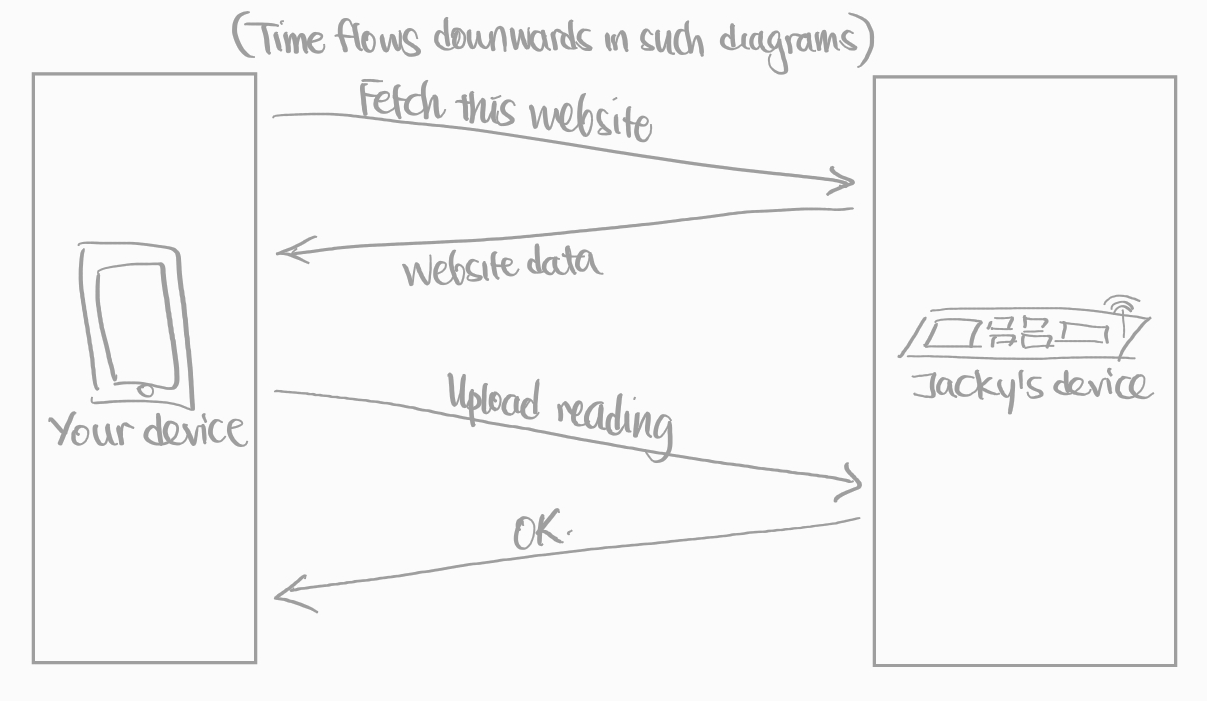 (Time flows downwards in such diagrams)
Fetch this website
Website data
Your device
Jacky's device
Upload reading
OK.